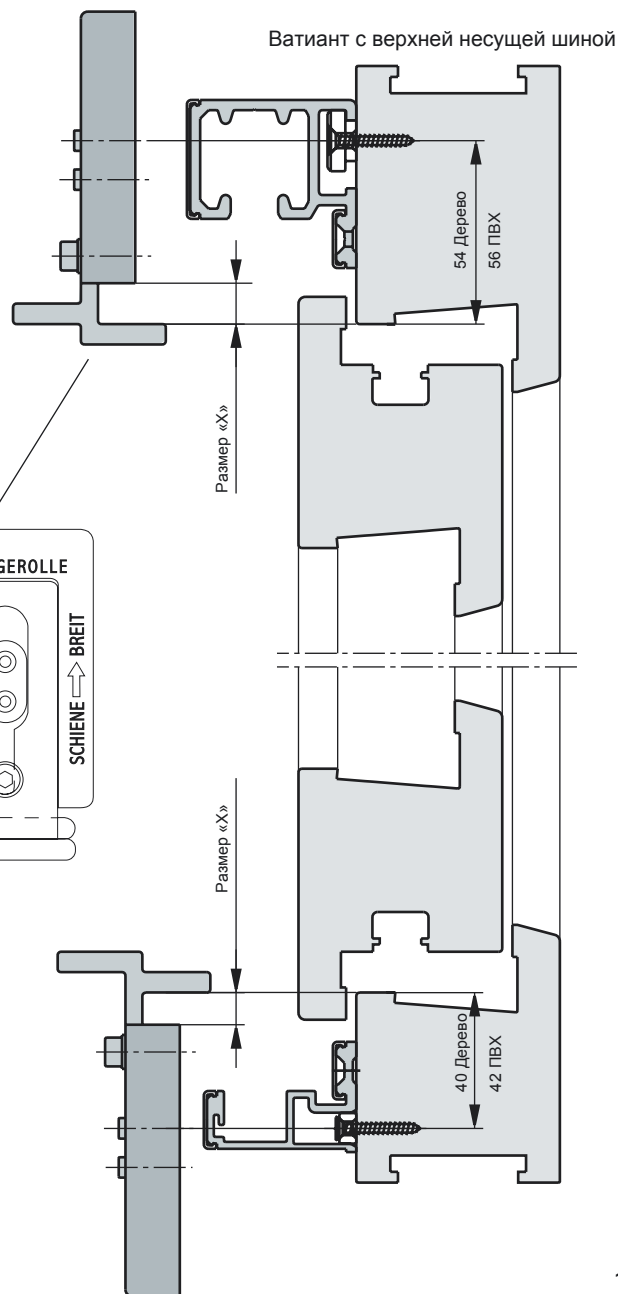 Ватиант с верхней несущей шиной
54 Дерево
56 ПВХ
Размер «X»
GEROLLE
SCHIENE ⇨ BREIT
Размер «X»
40 Дерево
42 ПВХ